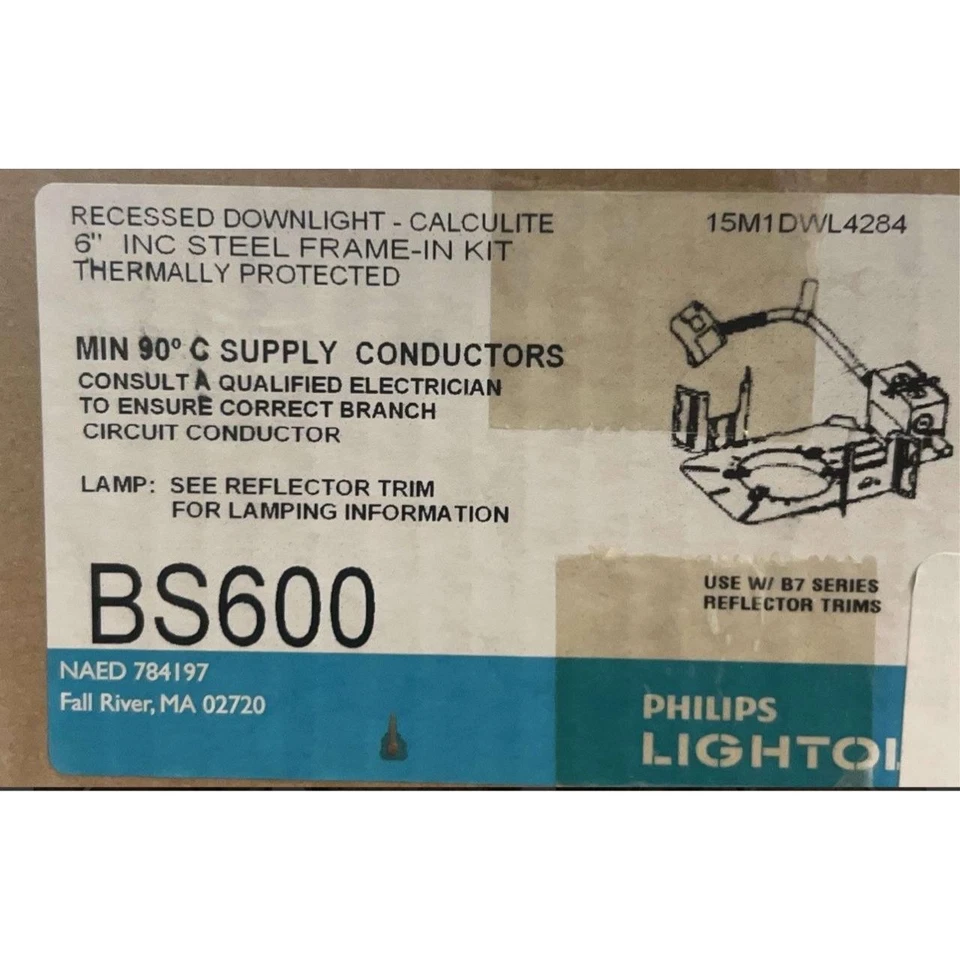 RECESSED DOWNLIGHT - CALCULITE
6" INC STEEL FRAME-IN KIT
THERMALLY PROTECTED
15M1DWL4284
MIN 90° C SUPPLY CONDUCTORS
CONSULT A QUALIFIED ELECTRICIAN
TO ENSURE CORRECT BRANCH
CIRCUIT CONDUCTOR
LAMP: SEE REFLECTOR TRIM
FOR LAMPING INFORMATION
BS600
USE W/ B7 SERIES
REFLECTOR TRIMS
NAED 784197
Fall River, MA 02720
PHILIPS
LIGHTOL